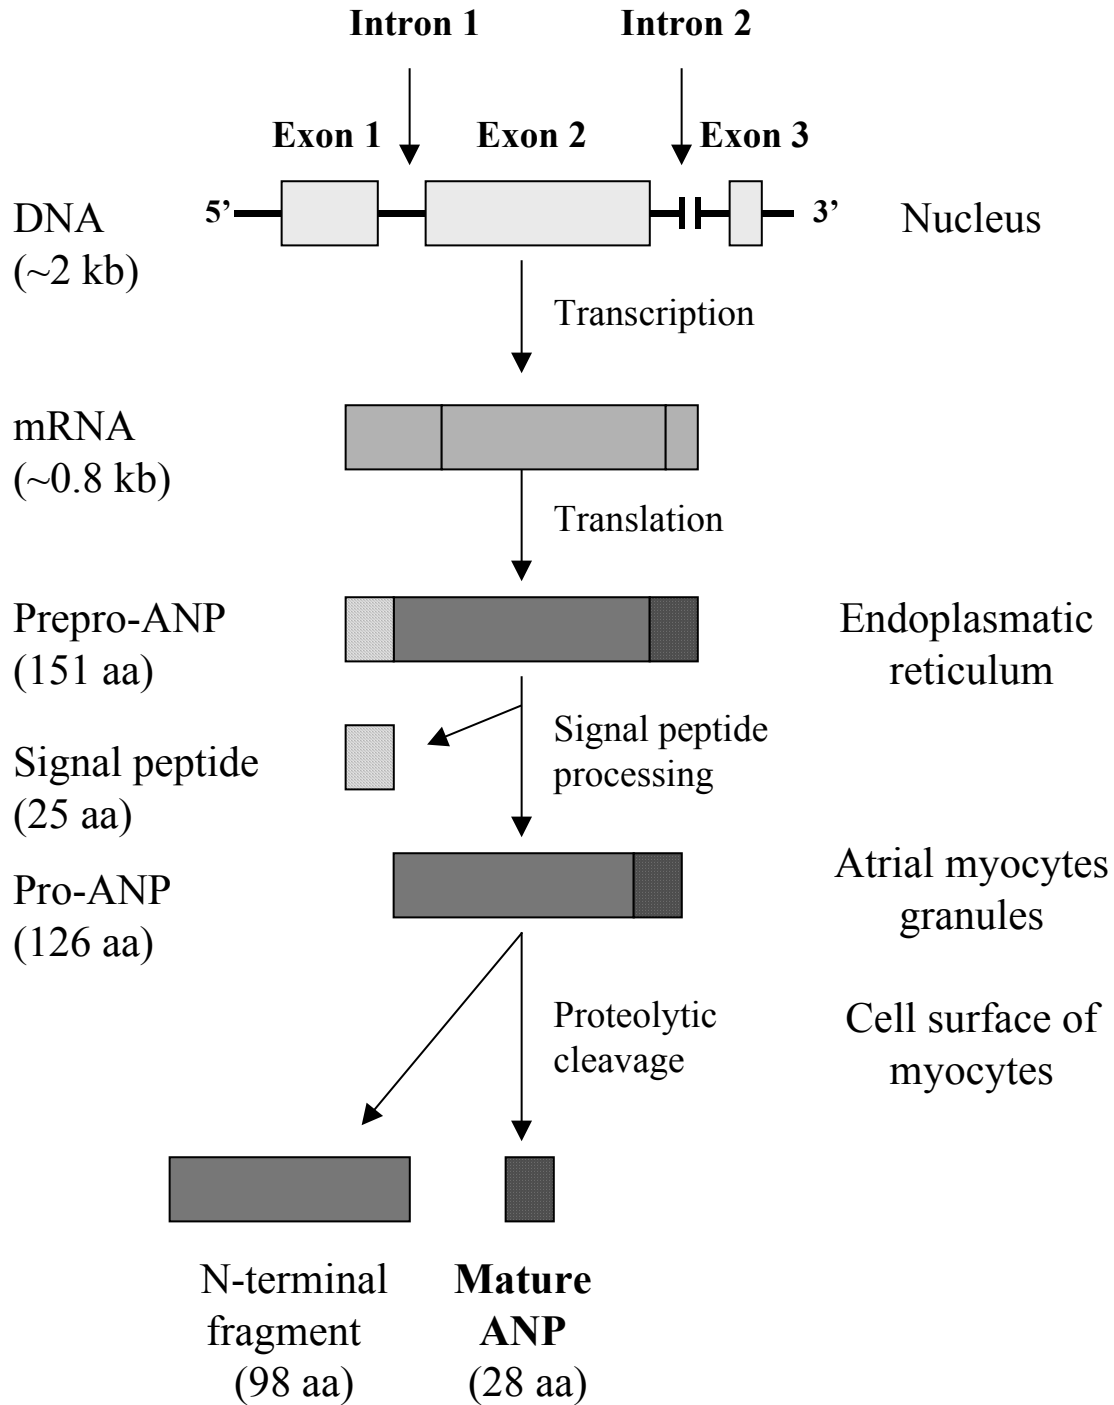 Intron 1
Intron 2
Exon 1
Exon 2
Exon 3
DNA
(~2 kb)
5’
3’
Nucleus
Transcription
mRNA
(~0.8 kb)
Translation
Prepro-ANP
(151 aa)
Endoplasmatic
reticulum
Signal peptide
(25 aa)
Signal peptide
processing
Pro-ANP
(126 aa)
Atrial myocytes
granules
Proteolytic
cleavage
Cell surface of
myocytes
N-terminal
fragment
(98 aa)
Mature
ANP
(28 aa)